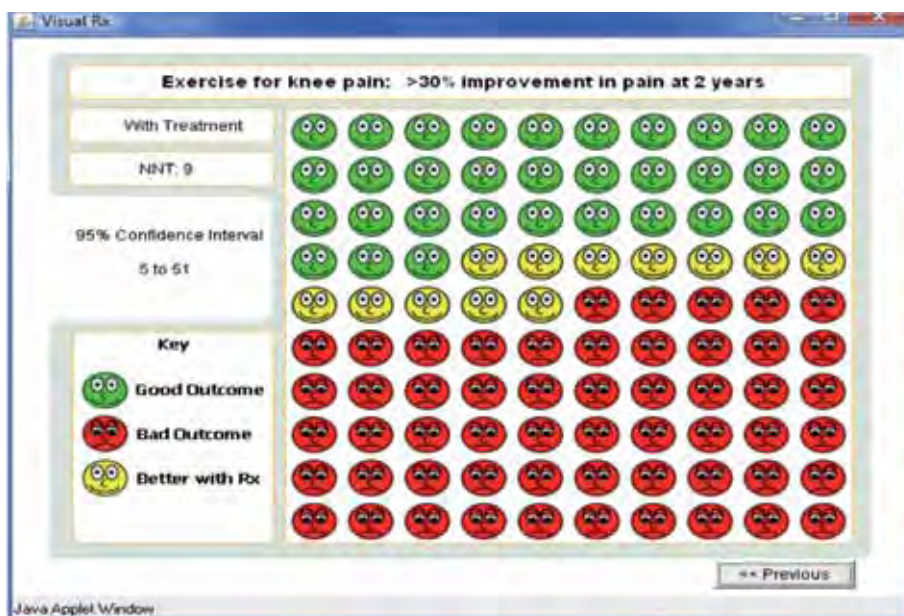 Visual Rx
Exercise for knee pain: >30% improvement in pain at 2 years
With Treatment
NNT: 9
95% Confidence Interval
5 to 51
Key
Good Outcome
Bad Outcome
Better with Rx
<< Previous
Java Applet Window